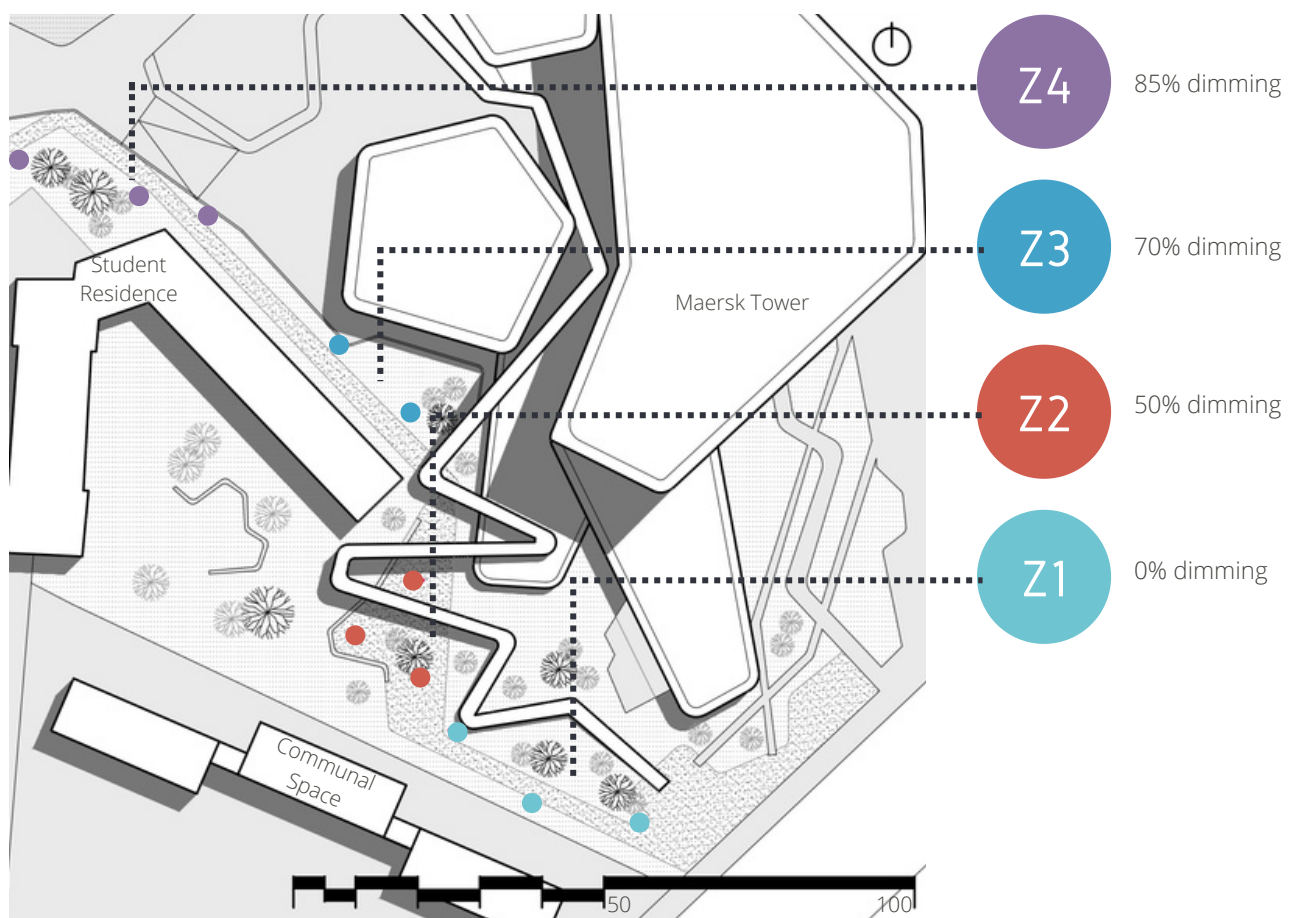 Z4
85% dimming
Z3
70% dimming
Student
Residence
Maersk Tower
Z2
50% dimming
Z1
0% dimming
Communal
Space
50
100